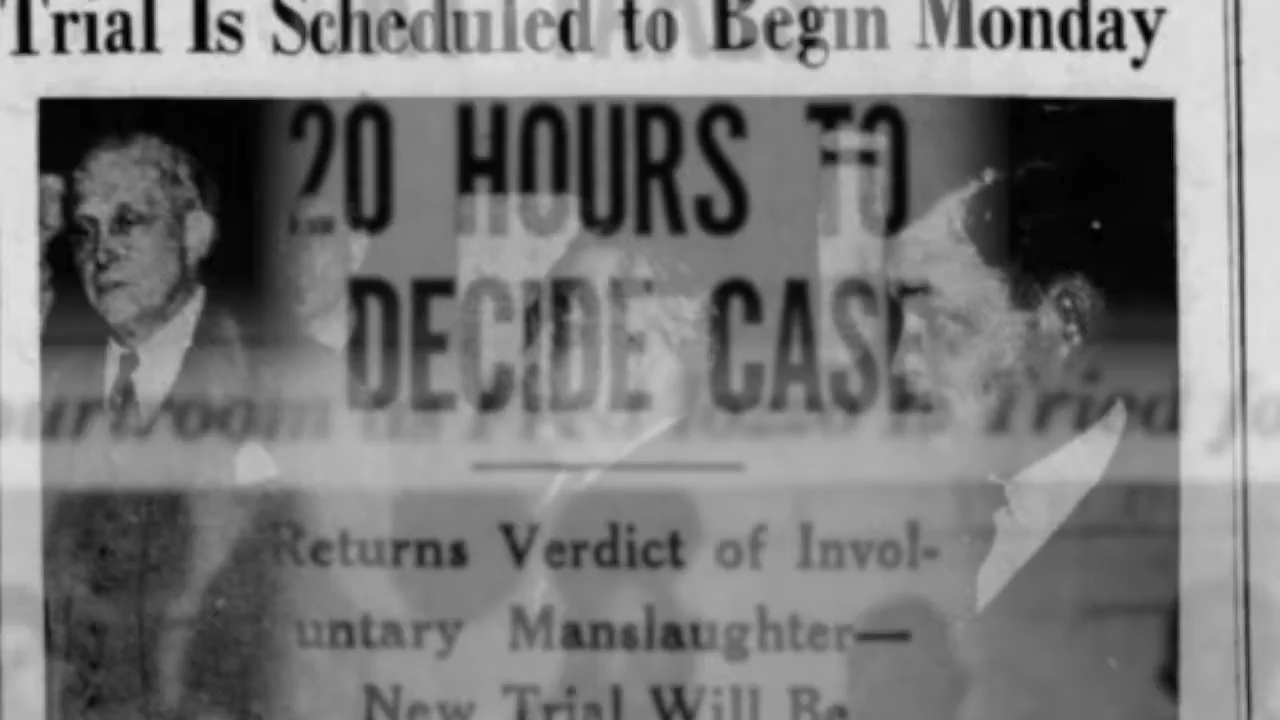 Trial Is Scheduled to Begin Monday
20 HOURS TO
DECIDE CASE
Tried
Returns Verdict of Invol-
untary Manslaughter—
New Trial Will Be